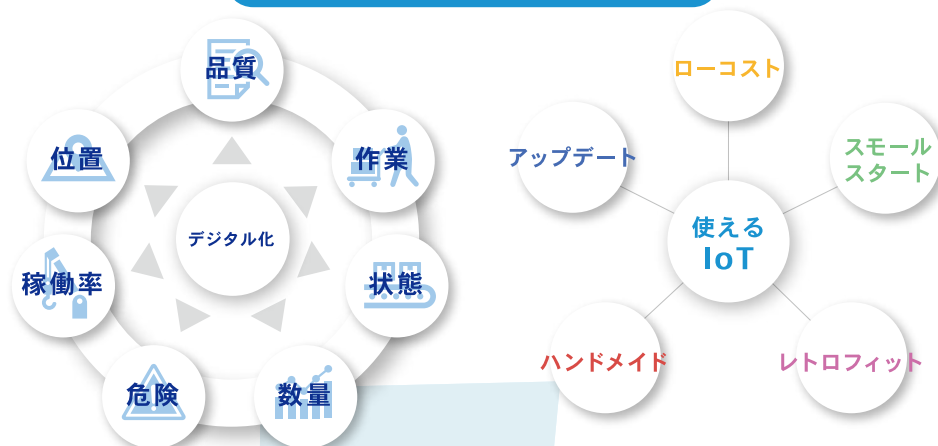 品質
作業
状態
数量
危険
稼働率
位置
デジタル化
ローコスト
スモール
スタート
レトロフィット
ハンドメイド
アップデート
使える
IoT